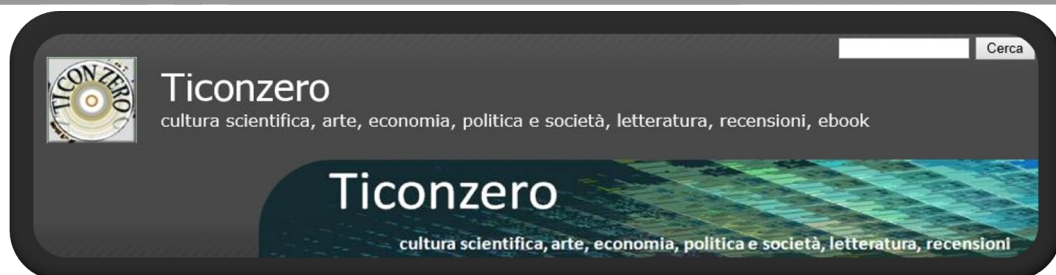 Cerca
TICONZERO
Ticonzero
cultura scientifica, arte, economia, politica e società, letteratura, recensioni, ebook
Ticonzero
cultura scientifica, arte, economia, politica e società, letteratura, recensioni